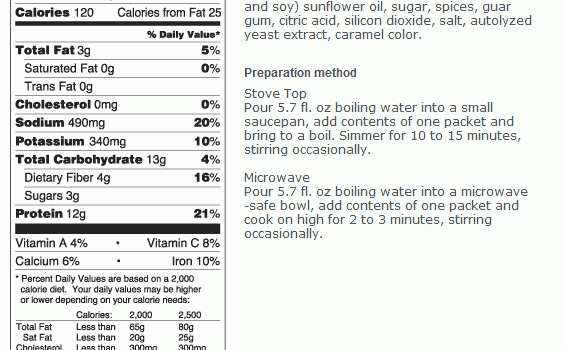 Calories 120 Calories from Fat 25
% Daily Value*
Total Fat 3g 5%
Saturated Fat 0g 0%
Trans Fat 0g
Cholesterol 0mg 0%
Sodium 490mg 20%
Potassium 340mg 10%
Total Carbohydrate 13g 4%
Dietary Fiber 4g 16%
Sugars 3g
Protein 12g 21%
Vitamin A 4% • Vitamin C 8%
Calcium 6% • Iron 10%
* Percent Daily Values are based on a 2,000
calorie diet. Your daily values may be higher
or lower depending on your calorie needs:
Calories: 2,000 2,500
Total Fat Less than 65g 80g
Sat Fat Less than 20g 25g
Cholesterol Less than 300mg 300mg
and soy) sunflower oil, sugar, spices, guar
gum, citric acid, silicon dioxide, salt, autolyzed
yeast extract, caramel color.
Preparation method
Stove Top
Pour 5.7 fl. oz boiling water into a small
saucepan, add contents of one packet and
bring to a boil. Simmer for 10 to 15 minutes,
stirring occasionally.
Microwave
Pour 5.7 fl. oz boiling water into a microwave
-safe bowl, add contents of one packet and
cook on high for 2 to 3 minutes, stirring
occasionally.